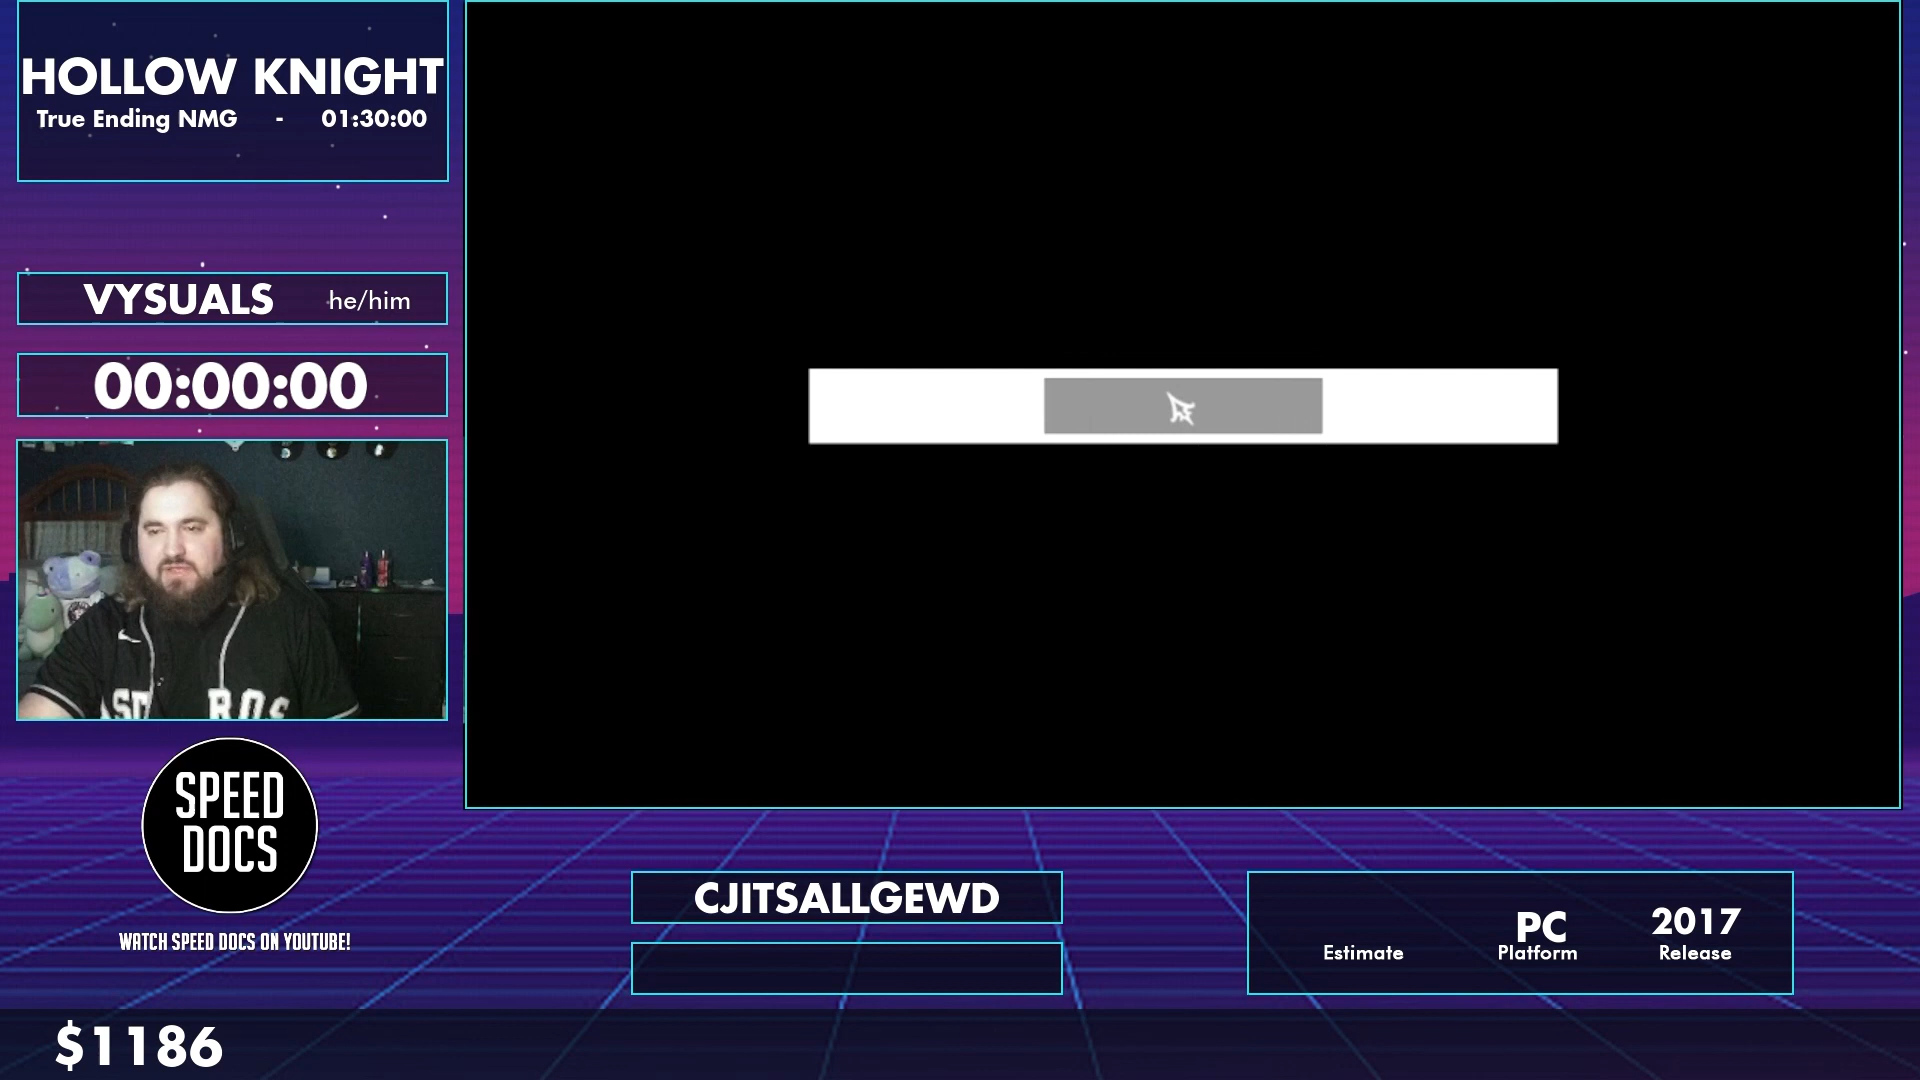 HOLLOW KNIGHT
True Ending NMG - 01:30:00
VYSUALS he/him
00:00:00
SPEED
DOCS
WATCH SPEED DOCS ON YOUTUBE!
CJITSALLGEWD
PC 2017
Estimate Platform Release
$1186